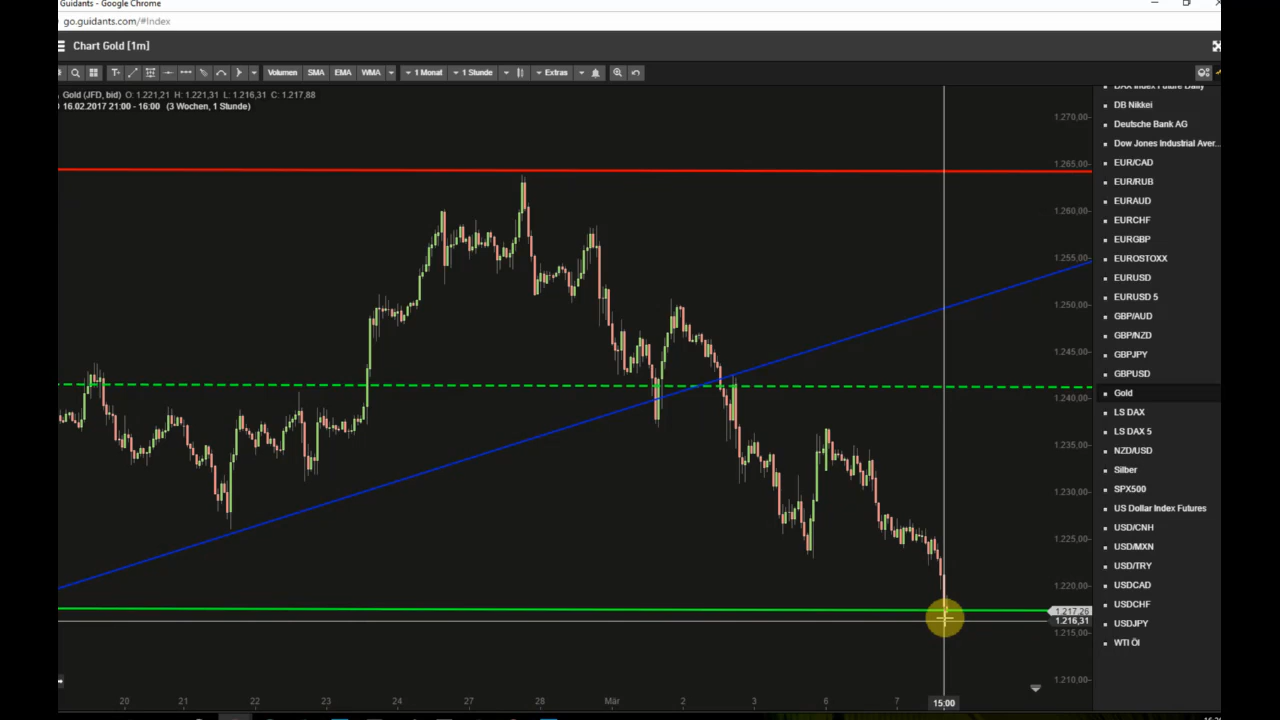 Guidants - Google Chrome
go.guidants.com/#Index
Chart Gold [1m]
T+ Volumen SMA EMA WMA 1 Monat 1 Stunde Extras
Gold (JFD, bid) O: 1.221,21 H: 1.221,31 L: 1.216,31 C: 1.217,88
16.02.2017 21:00 - 16:00 (3 Wochen, 1 Stunde)
1.270,00
1.265,00
1.260,00
1.255,00
1.250,00
1.245,00
1.240,00
1.235,00
1.230,00
1.225,00
1.220,00
1.217,26
1.216,31
1.215,00
1.210,00
20 21 22 23 24 27 28 Mär 2 3 6 7 15:00
DAX Index Future Daily
DB Nikkei
Deutsche Bank AG
Dow Jones Industrial Aver...
EUR/CAD
EUR/RUB
EURAUD
EURCHF
EURGBP
EUROSTOXX
EURUSD
EURUSD 5
GBP/AUD
GBP/NZD
GBPJPY
GBPUSD
Gold
LS DAX
LS DAX 5
NZD/USD
Silber
SPX500
US Dollar Index Futures
USD/CNH
USD/MXN
USD/TRY
USDCAD
USDCHF
USDJPY
WTI Öl